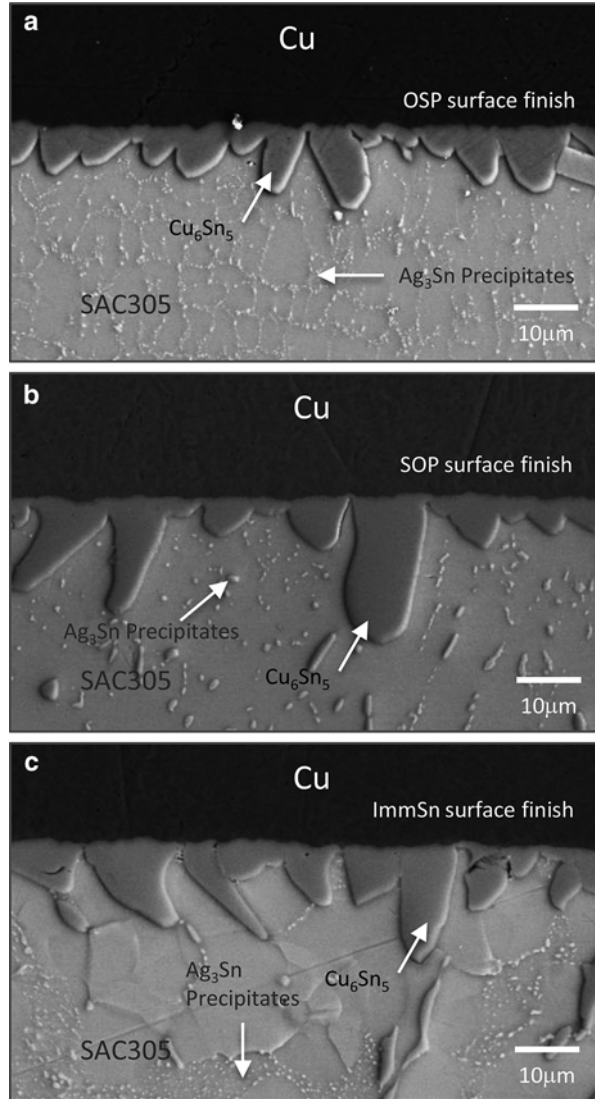 a
Cu
OSP surface finish
Cu₆Sn₅
Ag₃Sn Precipitates
SAC305
10μm
b
Cu
SOP surface finish
Ag₃Sn Precipitates
Cu₆Sn₅
SAC305
10μm
c
Cu
ImmSn surface finish
Ag₃Sn
Precipitates
Cu₆Sn₅
SAC305
10μm